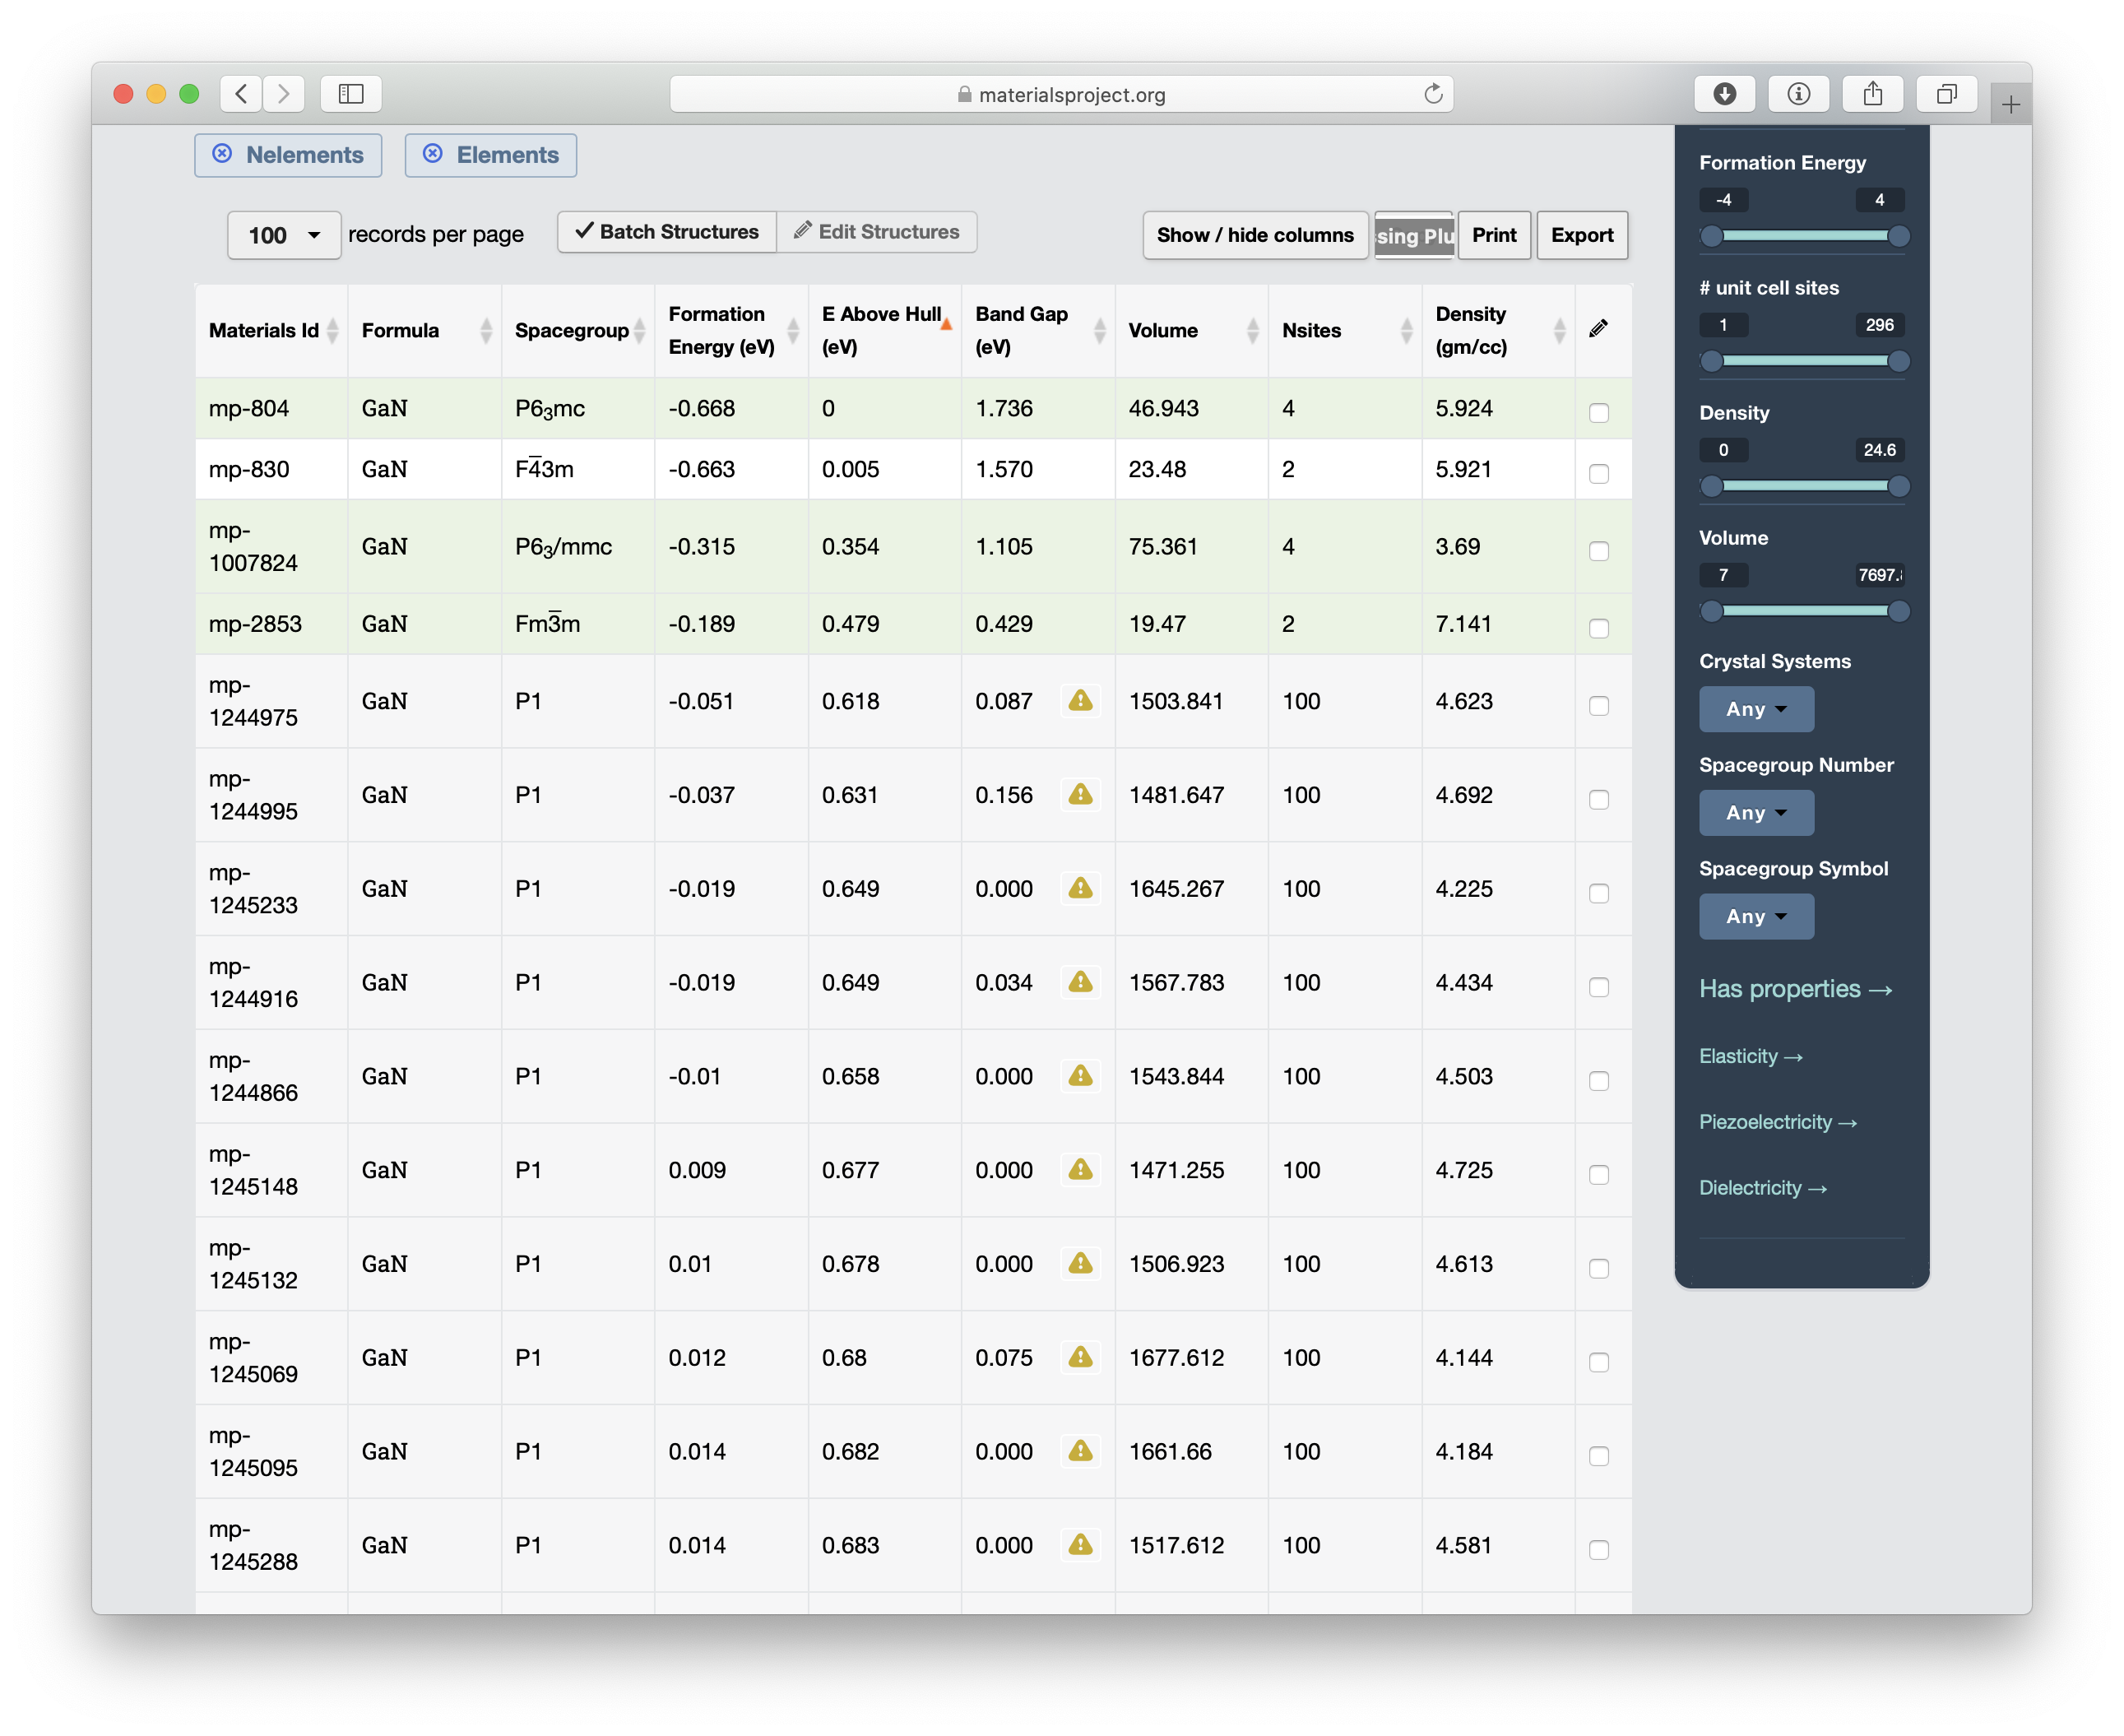 materialsproject.org
Nelements Elements
100 records per page Batch Structures Edit Structures Show / hide columns ssing Plu Print Export
Materials Id Formula Spacegroup Formation Energy (eV) E Above Hull (eV) Band Gap (eV) Volume Nsites Density (gm/cc)
mp-804 GaN P6₃mc -0.668 0 1.736 46.943 4 5.924
mp-830 GaN F4̅3m -0.663 0.005 1.570 23.48 2 5.921
mp-1007824 GaN P6₃/mmc -0.315 0.354 1.105 75.361 4 3.69
mp-2853 GaN Fm3̅m -0.189 0.479 0.429 19.47 2 7.141
mp-1244975 GaN P1 -0.051 0.618 0.087 1503.841 100 4.623
mp-1244995 GaN P1 -0.037 0.631 0.156 1481.647 100 4.692
mp-1245233 GaN P1 -0.019 0.649 0.000 1645.267 100 4.225
mp-1244916 GaN P1 -0.019 0.649 0.034 1567.783 100 4.434
mp-1244866 GaN P1 -0.01 0.658 0.000 1543.844 100 4.503
mp-1245148 GaN P1 0.009 0.677 0.000 1471.255 100 4.725
mp-1245132 GaN P1 0.01 0.678 0.000 1506.923 100 4.613
mp-1245069 GaN P1 0.012 0.68 0.075 1677.612 100 4.144
mp-1245095 GaN P1 0.014 0.682 0.000 1661.66 100 4.184
mp-1245288 GaN P1 0.014 0.683 0.000 1517.612 100 4.581
Formation Energy
-4 4
# unit cell sites
1 296
Density
0 24.6
Volume
7 7697.
Crystal Systems
Any
Spacegroup Number
Any
Spacegroup Symbol
Any
Has properties →
Elasticity →
Piezoelectricity →
Dielectricity →